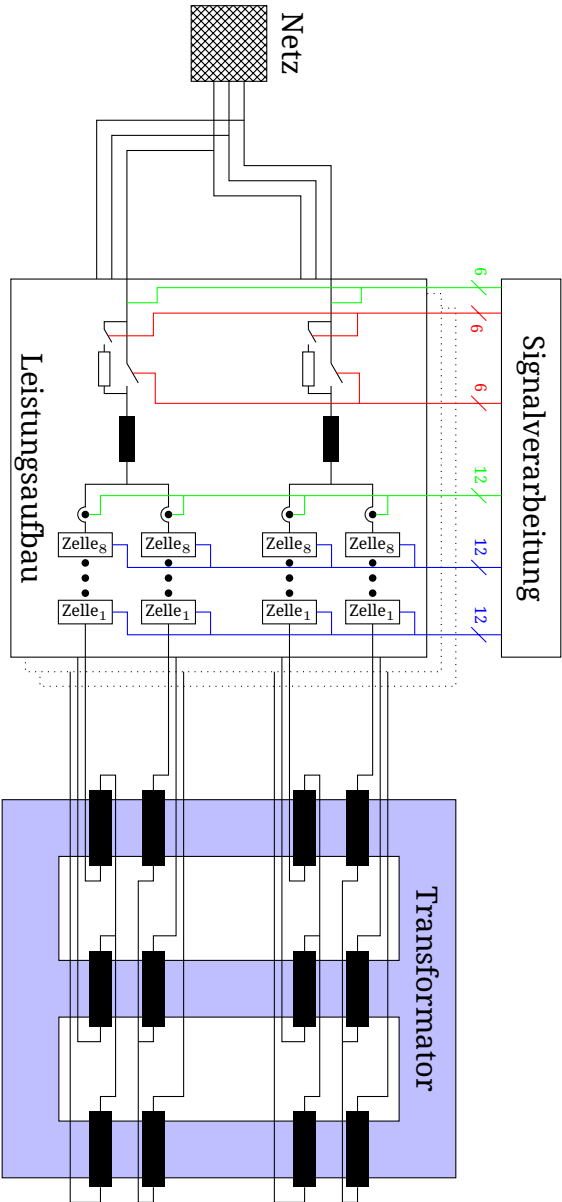 Netz
Signalverarbeitung
6
6
6
12
12
12
Leistungsaufbau
Zelle₈
Zelle₈
Zelle₈
Zelle₈
Zelle₁
Zelle₁
Zelle₁
Zelle₁
Transformator